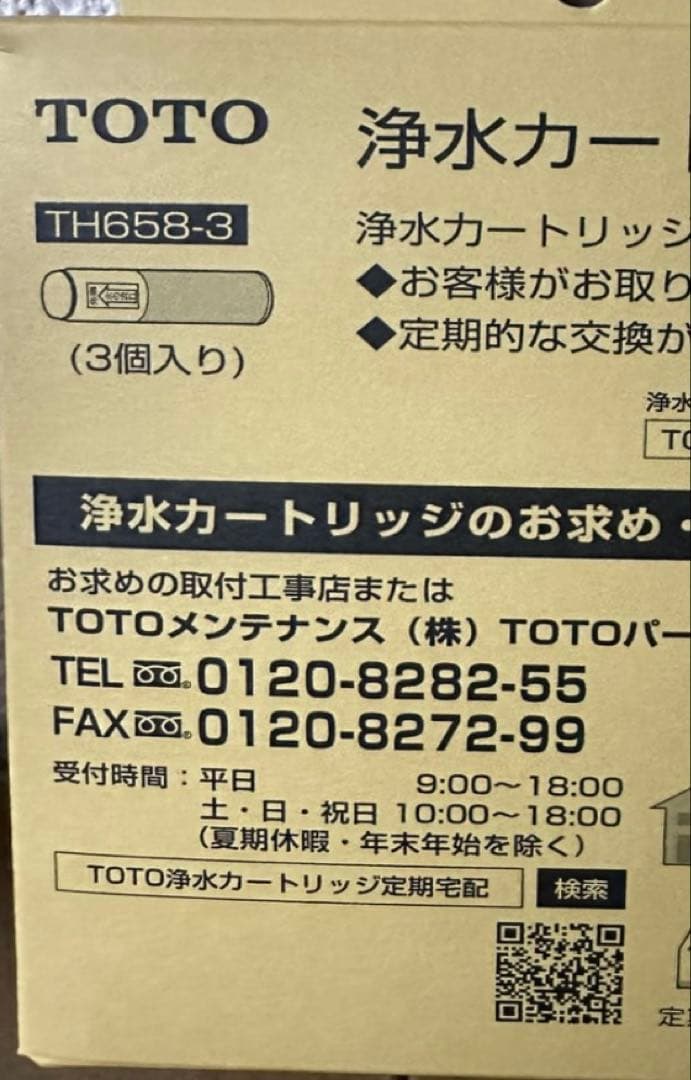 TOTO
浄水カー
TH658-3
浄水カートリッジ
◆お客様がお取り
◆定期的な交換が
(3個入り)
浄水
浄水カートリッジのお求め・
お求めの取付工事店または
TOTOメンテナンス（株）TOTOパー
TEL 0120-8282-55
FAX 0120-8272-99
受付時間：平日 9:00～18:00
土・日・祝日 10:00～18:00
（夏期休暇・年末年始を除く）
TOTO浄水カートリッジ定期宅配 検索